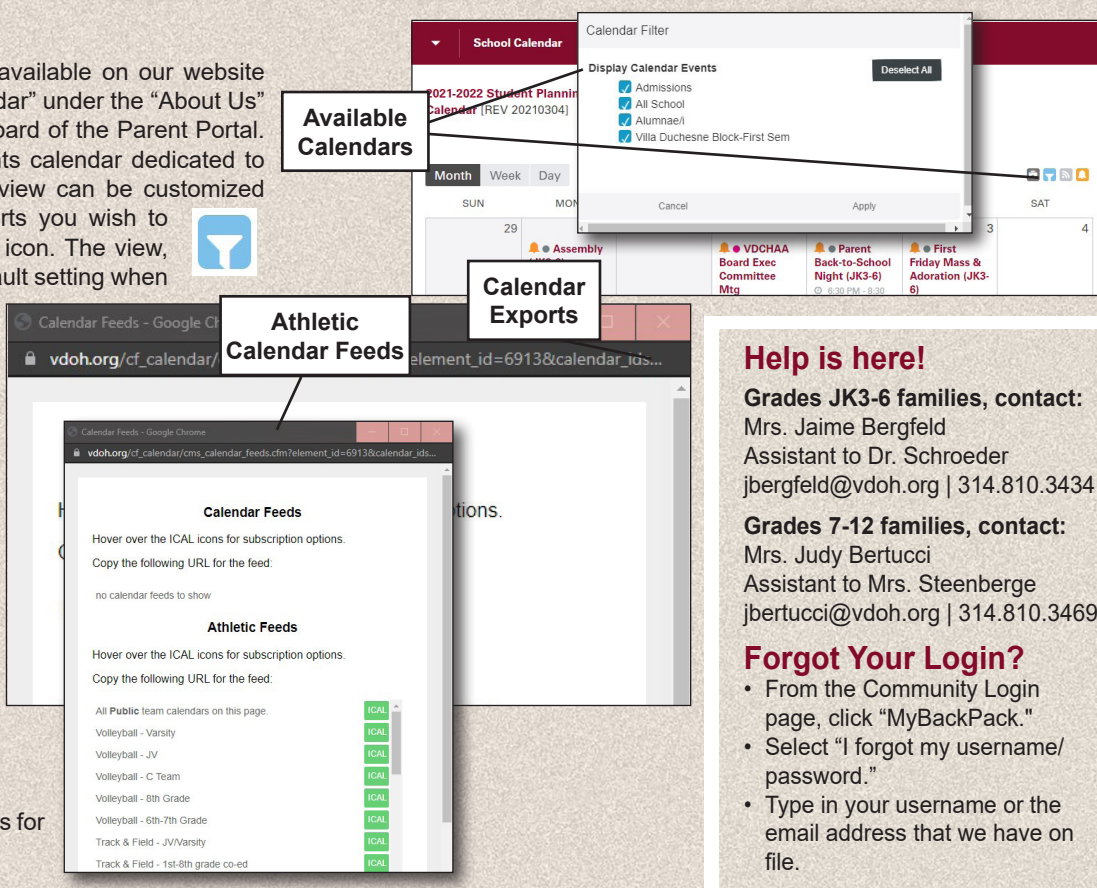 available on our website
dar” under the “About Us”
oard of the Parent Portal.
nts calendar dedicated to
view can be customized
rts you wish to
icon. The view,
ault setting when
Available
Calendars
School Calendar
2021-2022 Student Plannin
Calendar [REV 20210304]
Month Week Day
Calendar Filter
Display Calendar Events
Deselect All
Admissions
All School
Alumnae/i
Villa Duchesne Block-First Sem
Cancel Apply
SUN MON SAT
29 3 4
Assembly
VDCHAA
Board Exec
Committee
Mtg
Parent
Back-to-School
Night (JK3-6)
6:30 PM - 8:30
First
Friday Mass &
Adoration (JK3-
6)
Calendar
Exports
Athletic
Calendar Feeds
Calendar Feeds - Google Ch
vdoh.org/cf_calendar/
element_id=6913&calendar_ids...
tions.
Calendar Feeds - Google Chrome
vdoh.org/cf_calendar/cms_calendar_feeds.cfm?element_id=6913&calendar_ids...
Calendar Feeds
Hover over the ICAL icons for subscription options.
Copy the following URL for the feed:
no calendar feeds to show
Athletic Feeds
Hover over the ICAL icons for subscription options.
Copy the following URL for the feed:
All Public team calendars on this page. ICAL
Volleyball - Varsity ICAL
Volleyball - JV ICAL
Volleyball - C Team ICAL
Volleyball - 8th Grade ICAL
Volleyball - 6th-7th Grade ICAL
Track & Field - JV/Varsity ICAL
Track & Field - 1st-8th grade co-ed ICAL
s for
Help is here!
Grades JK3-6 families, contact:
Mrs. Jaime Bergfeld
Assistant to Dr. Schroeder
jbergfeld@vdoh.org | 314.810.3434
Grades 7-12 families, contact:
Mrs. Judy Bertucci
Assistant to Mrs. Steenberge
jbertucci@vdoh.org | 314.810.3469
Forgot Your Login?
• From the Community Login
page, click “MyBackPack."
• Select “I forgot my username/
password.”
• Type in your username or the
email address that we have on
file.